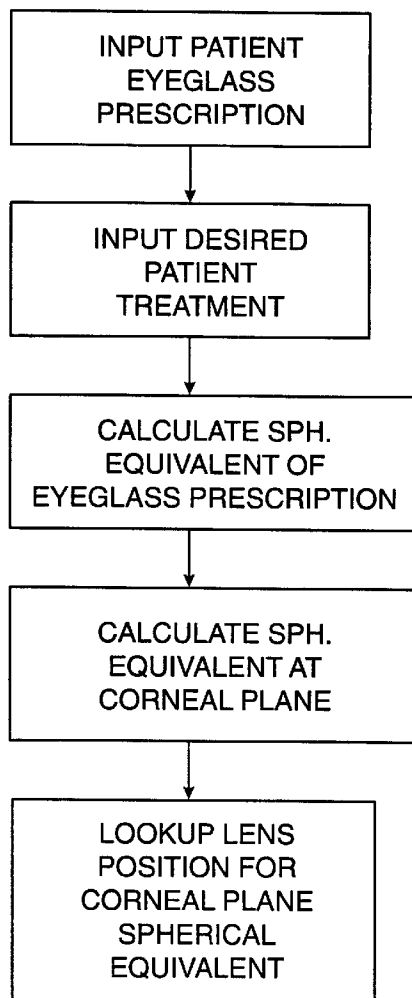 INPUT PATIENT
EYEGLASS
PRESCRIPTION
INPUT DESIRED
PATIENT
TREATMENT
CALCULATE SPH.
EQUIVALENT OF
EYEGLASS PRESCRIPTION
CALCULATE SPH.
EQUIVALENT AT
CORNEAL PLANE
LOOKUP LENS
POSITION FOR
CORNEAL PLANE
SPHERICAL
EQUIVALENT